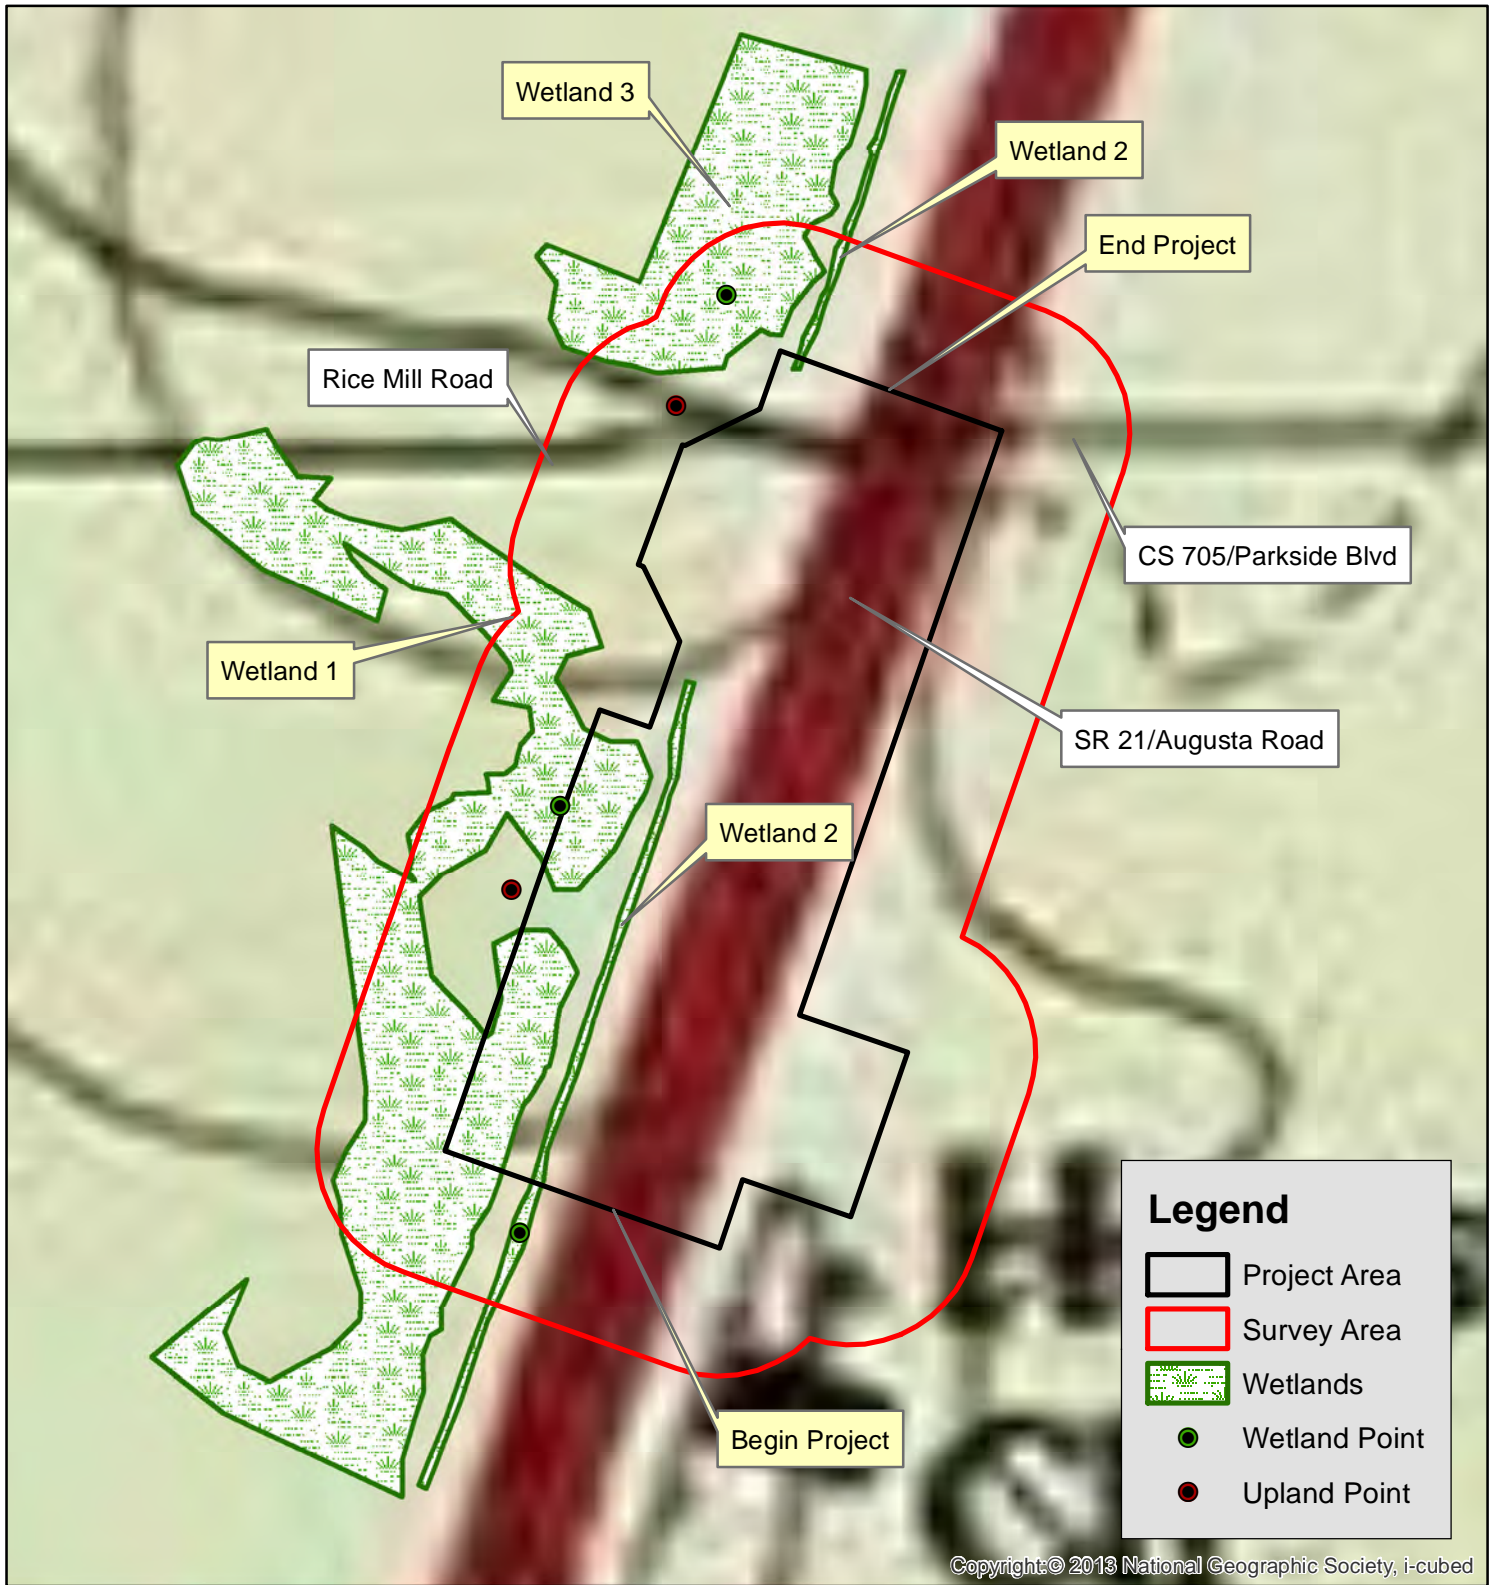 Wetland 3
Wetland 2
End Project
Rice Mill Road
CS 705/Parkside Blvd
Wetland 1
SR 21/Augusta Road
Wetland 2
Begin Project
Legend
Project Area
Survey Area
Wetlands
Wetland Point
Upland Point
Copyright:© 2013 National Geographic Society, i-cubed